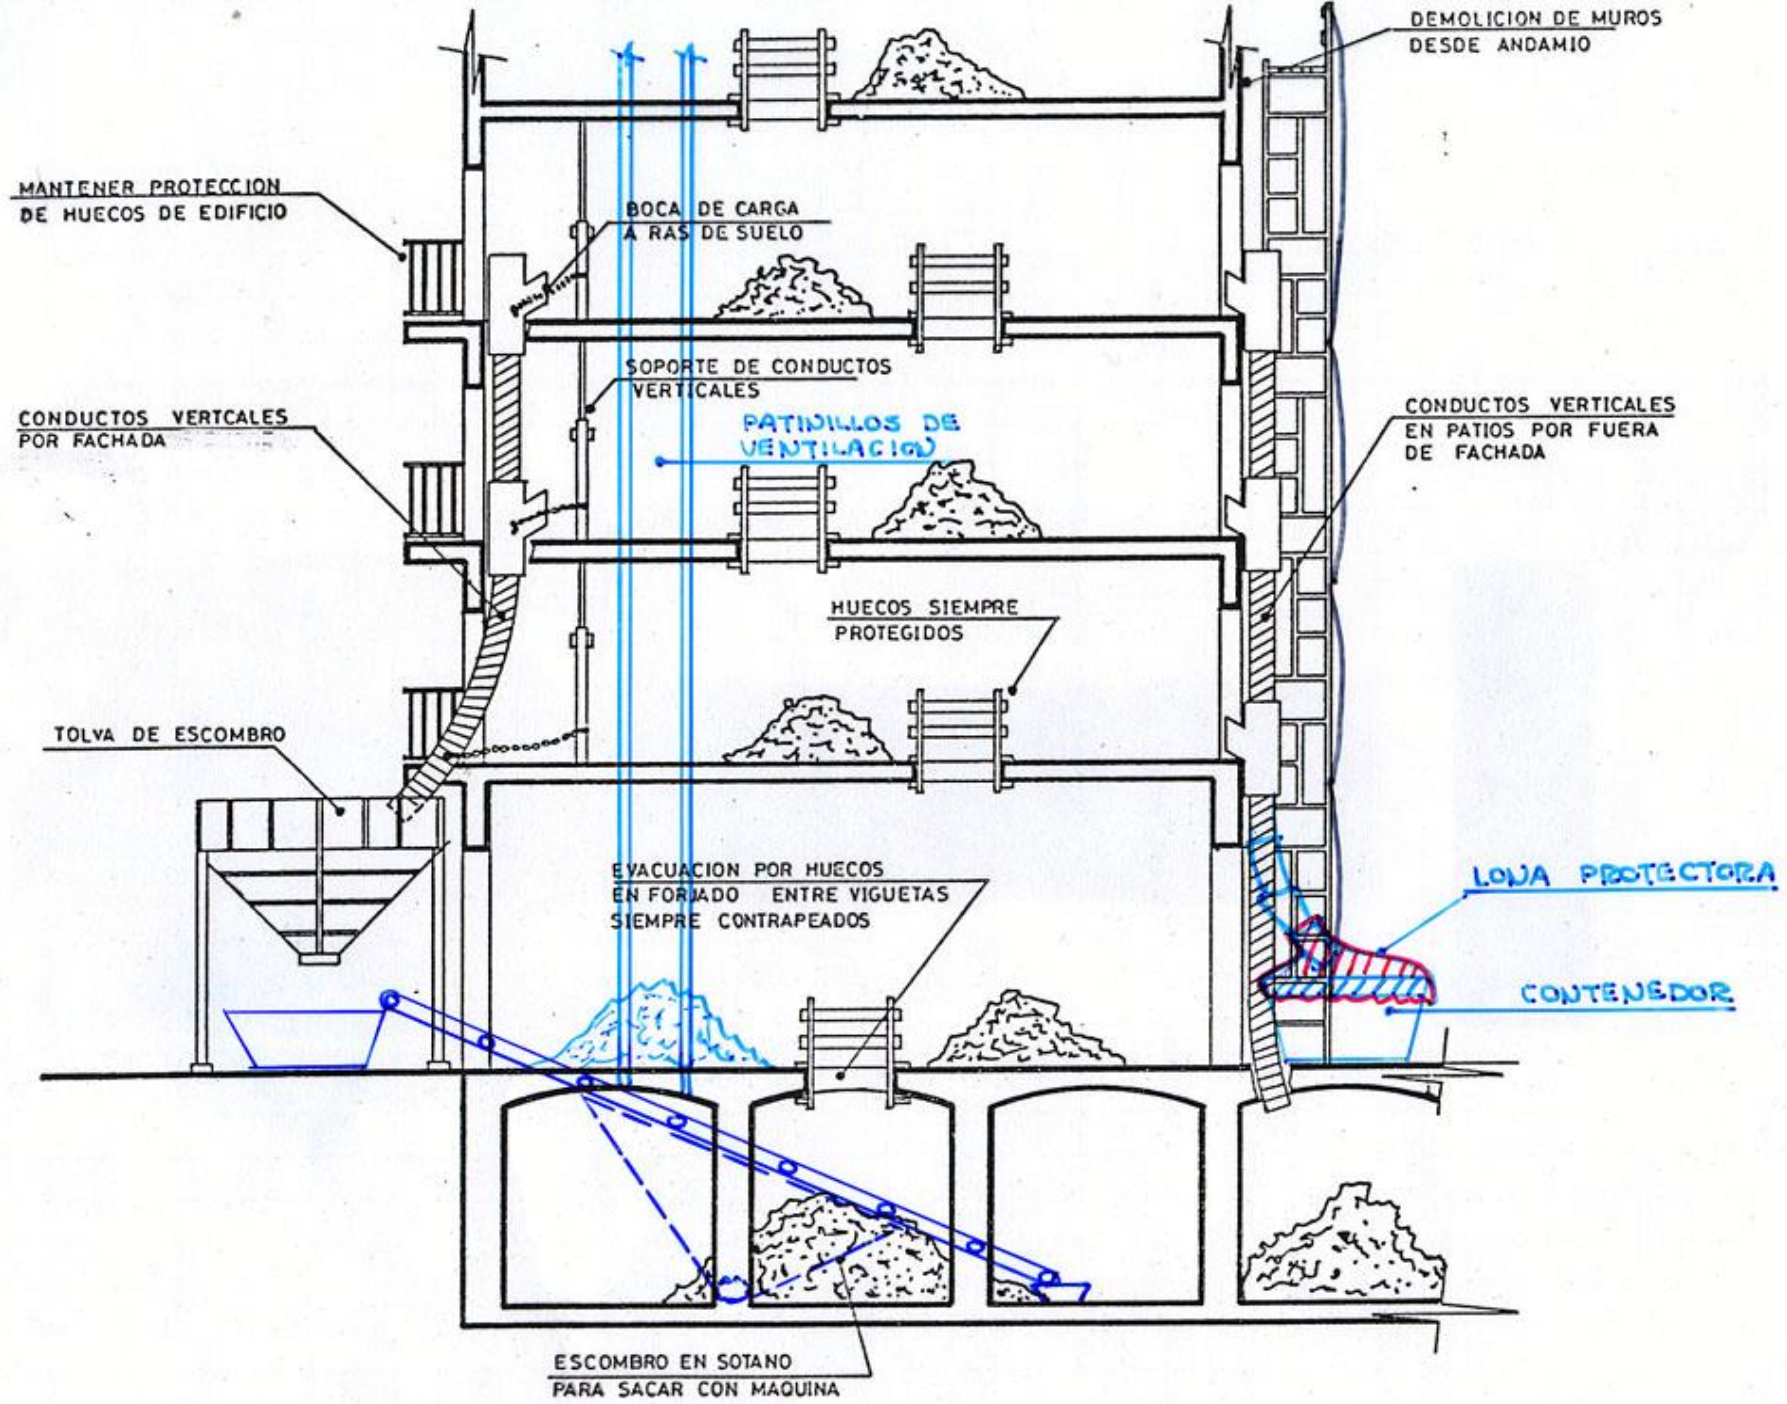 DEMOLICION DE MUROS
DESDE ANDAMIO
MANTENER PROTECCION
DE HUECOS DE EDIFICIO
BOCA DE CARGA
A RAS DE SUELO
SOPORTE DE CONDUCTOS
VERTICALES
CONDUCTOS VERTCALES
POR FACHADA
PATINILLOS DE
VENTILACION
CONDUCTOS VERTICALES
EN PATIOS POR FUERA
DE FACHADA
HUECOS SIEMPRE
PROTEGIDOS
TOLVA DE ESCOMBRO
EVACUACION POR HUECOS
EN FORJADO ENTRE VIGUETAS
SIEMPRE CONTRAPEADOS
LONA PROTECTORA
CONTENEDOR
ESCOMBRO EN SOTANO
PARA SACAR CON MAQUINA